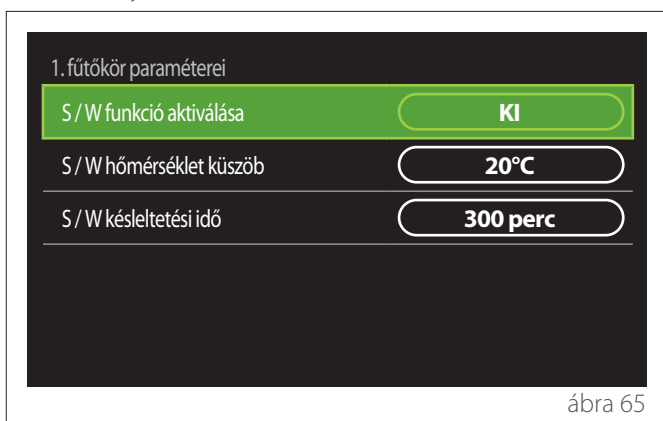 1. fűtőkör paraméterei
S / W funkció aktiválása KI
S / W hőmérséklet küszöb 20°C
S / W késleltetési idő 300 perc
ábra 65